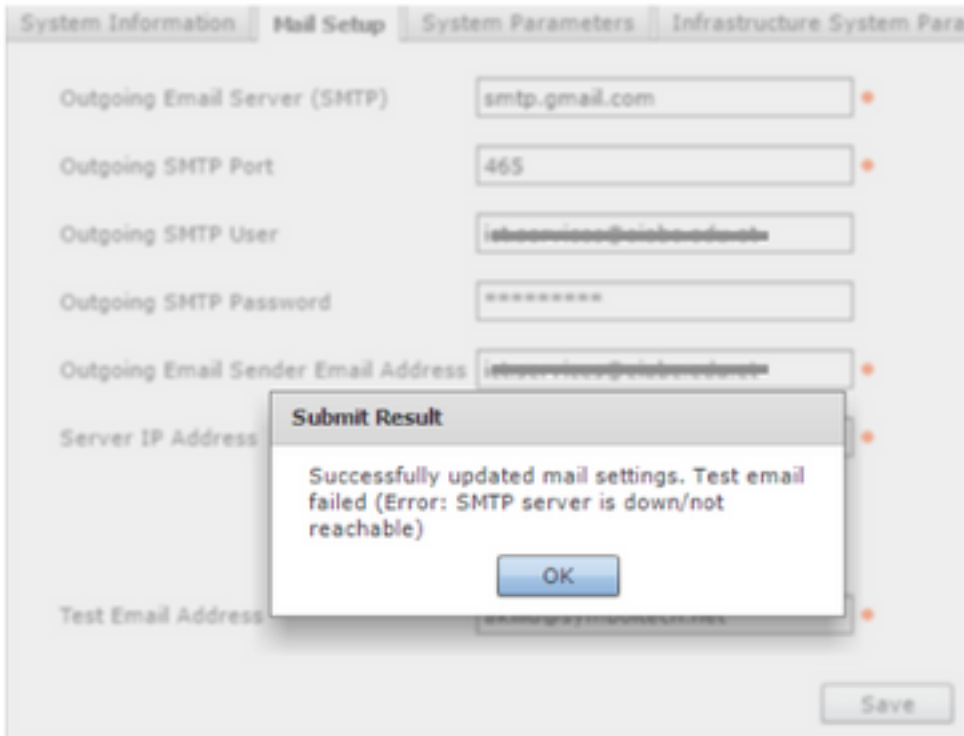 System Information Mail Setup System Parameters Infrastructure System Para
Outgoing Email Server (SMTP) smtp.gmail.com
Outgoing SMTP Port 465
Outgoing SMTP User
Outgoing SMTP Password *********
Outgoing Email Sender Email Address
Server IP Address
Submit Result
Successfully updated mail settings. Test email
failed (Error: SMTP server is down/not
reachable)
OK
Test Email Address
Save